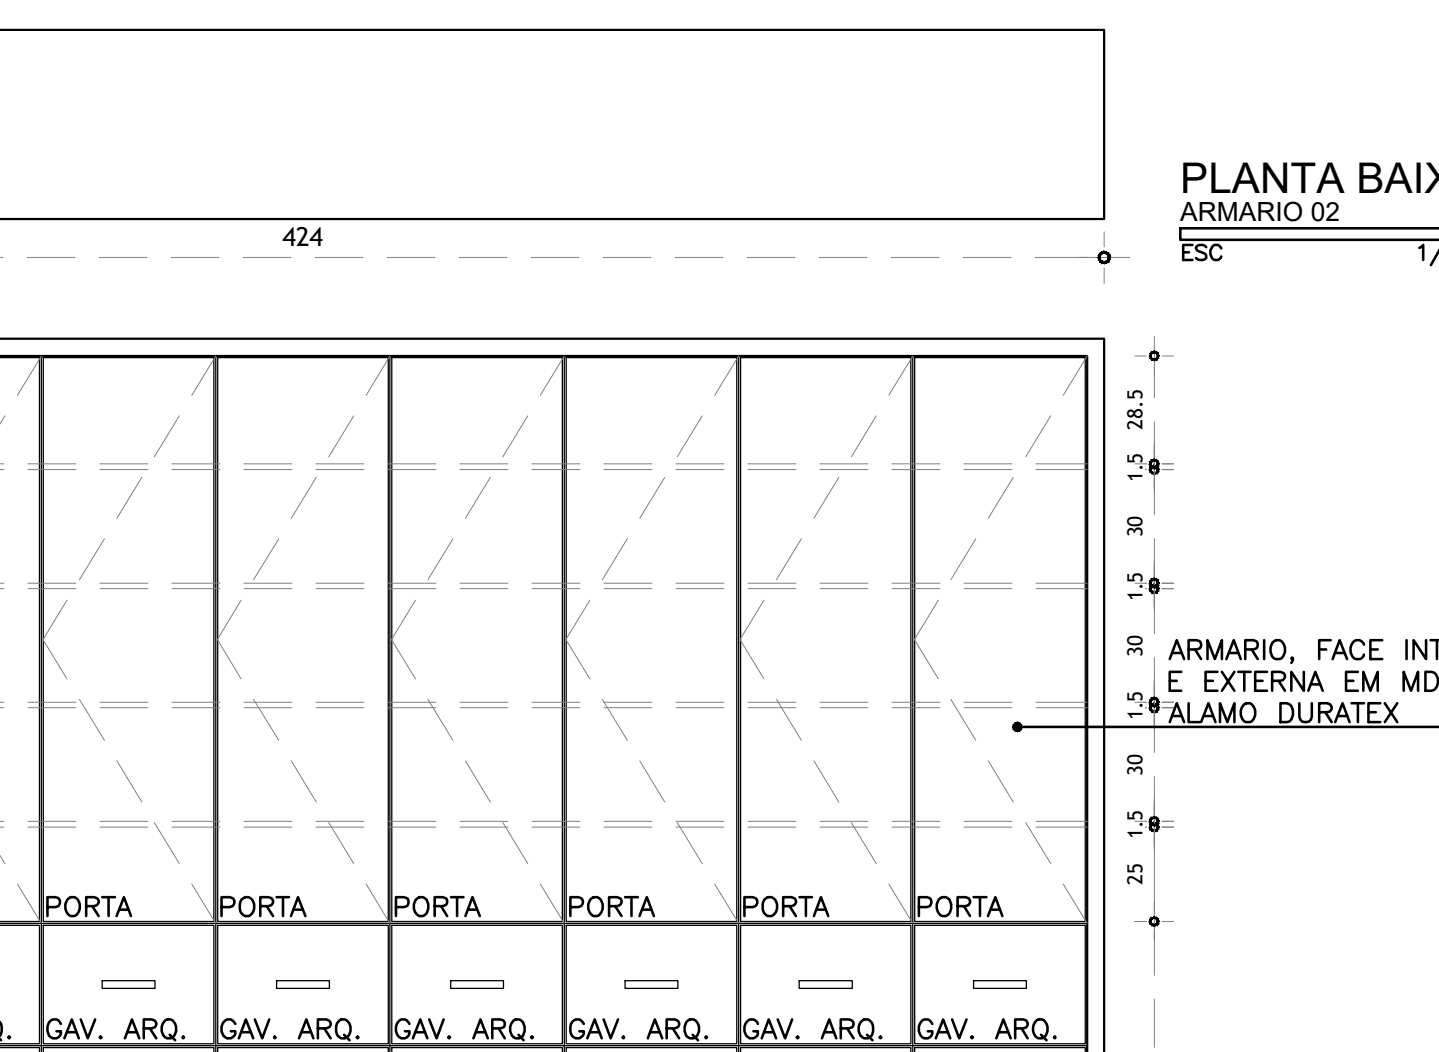 PLANTA BAIX
ARMARIO 02
424
ESC 1/
28.5
1.5
30
1.5
30
ARMARIO, FACE INT
E EXTERNA EM MD
1.5
ALAMO DURATEX
30
1.5
25
PORTA PORTA PORTA PORTA PORTA PORTA
Q. GAV. ARQ. GAV. ARQ. GAV. ARQ. GAV. ARQ. GAV. ARQ. GAV. ARQ.